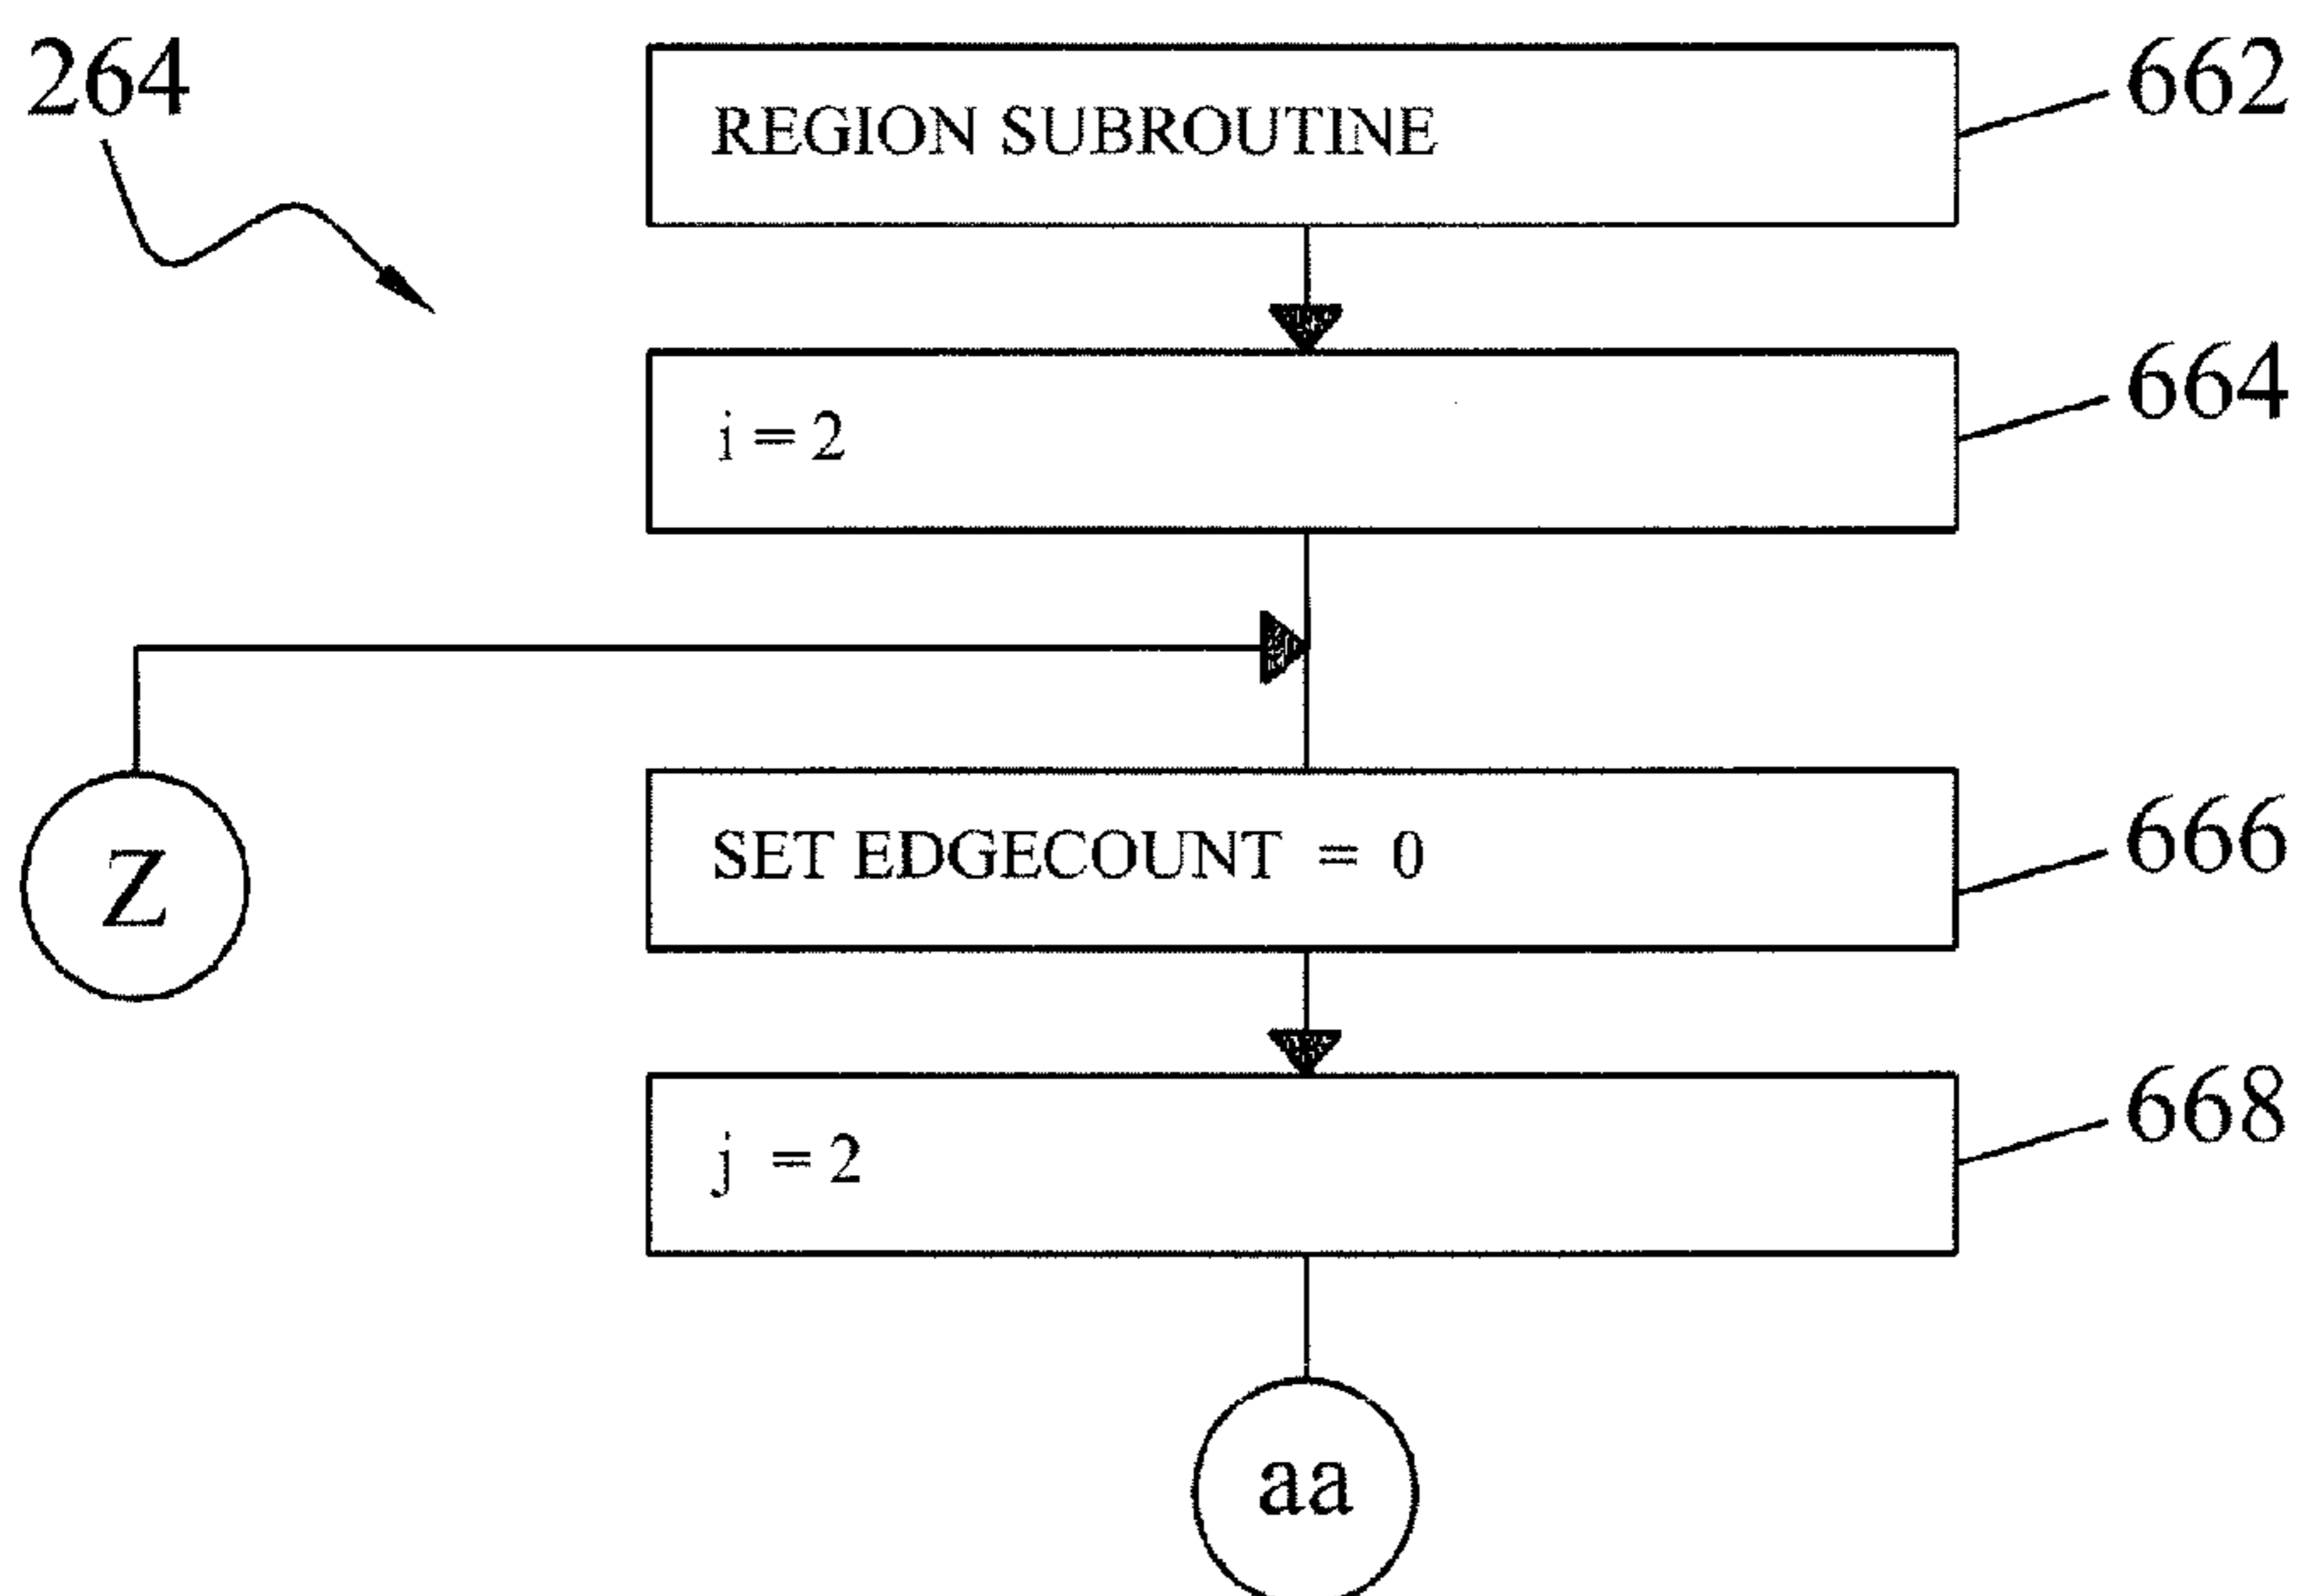 264
REGION SUBROUTINE
662
i = 2
664
Z
SET EDGECOUNT = 0
666
j = 2
668
aa